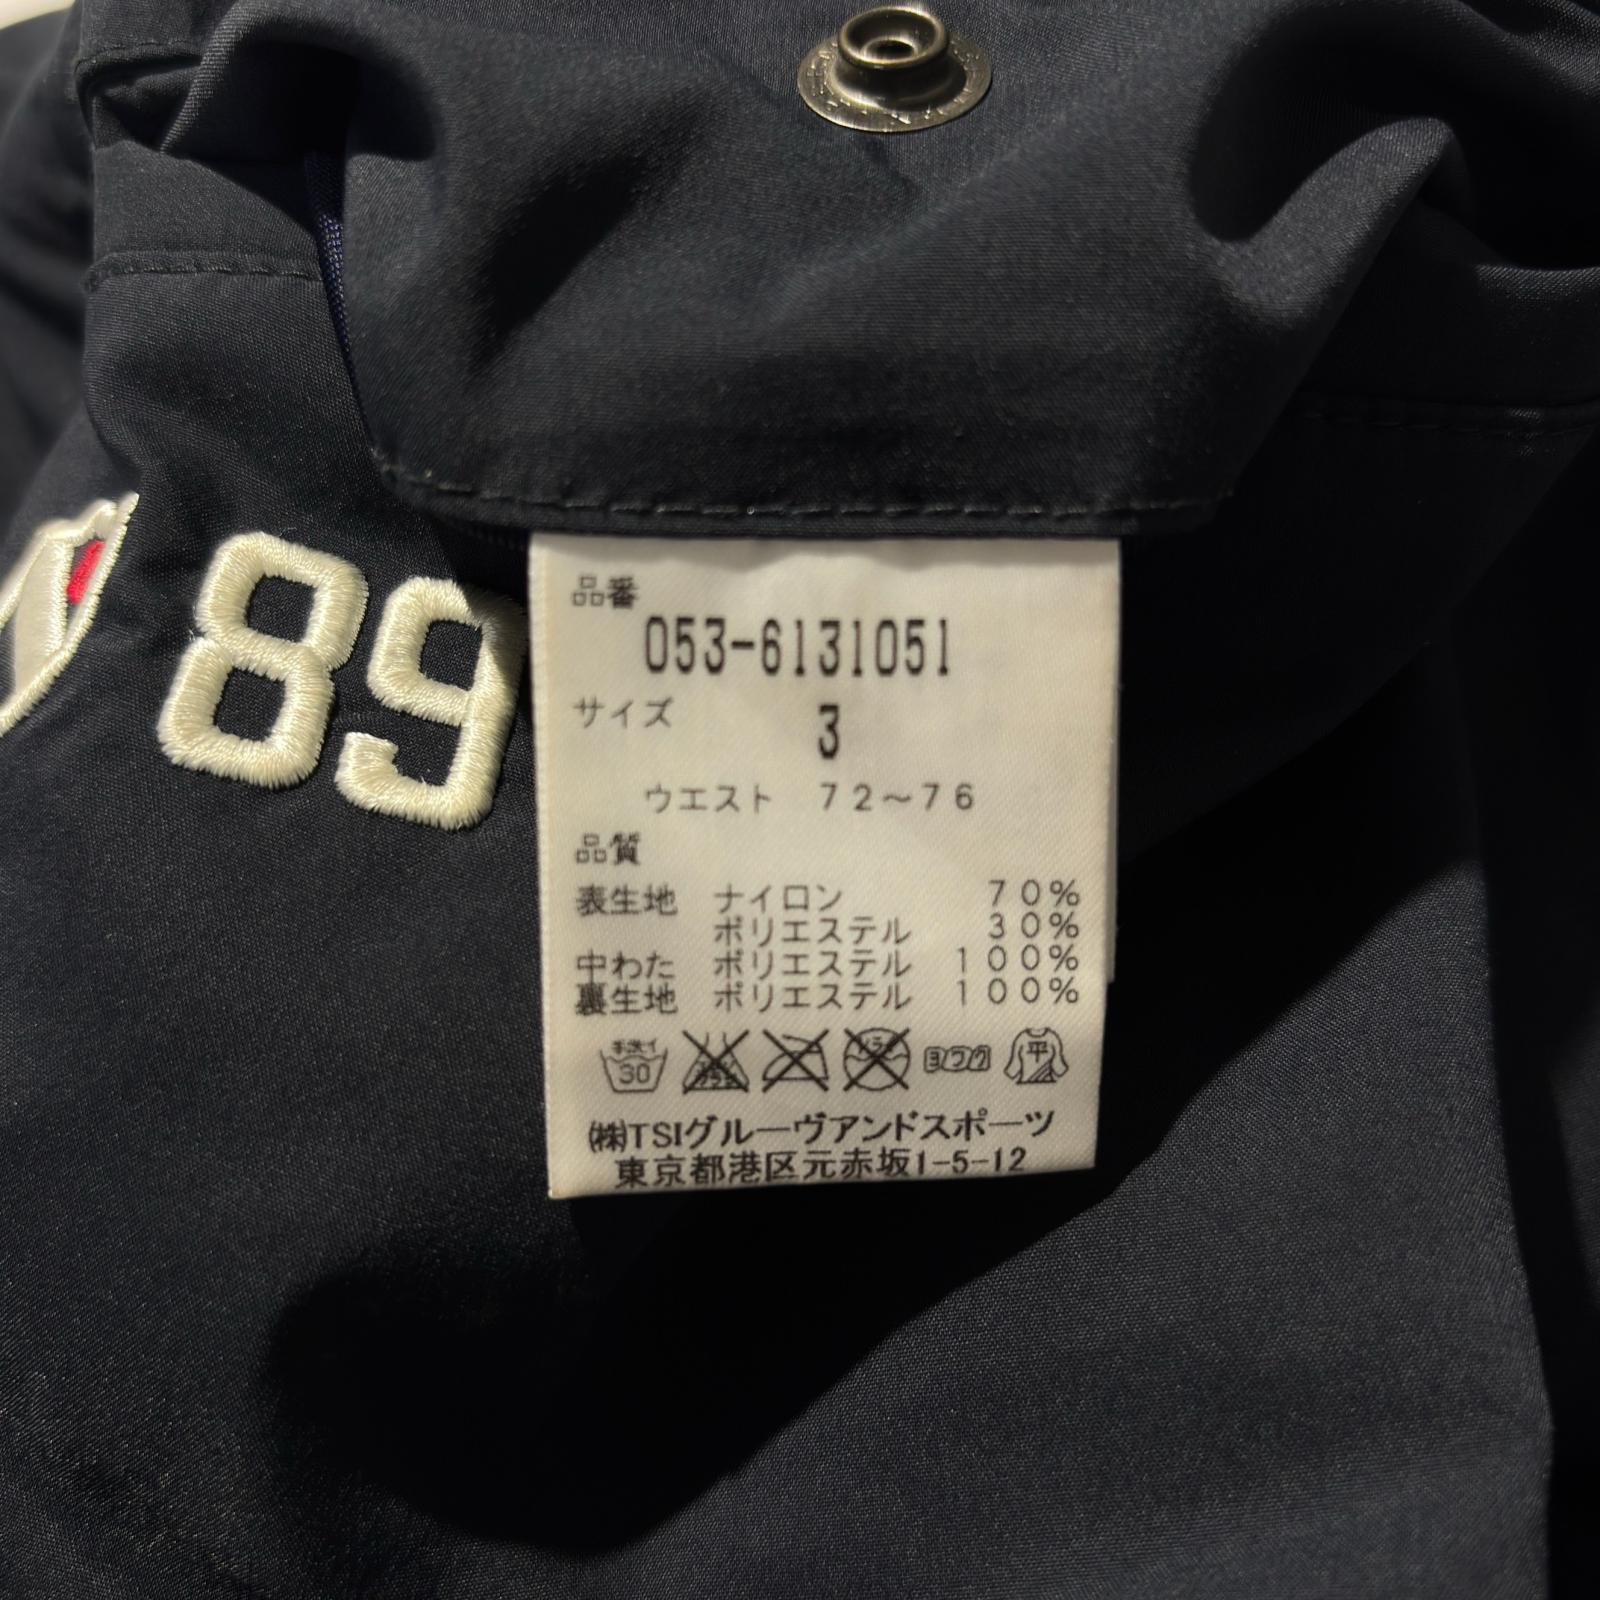 89
品番
053-6131051
サイズ 3
ウエスト 72～76
品質
表生地 ナイロン 70%
ポリエステル 30%
中わた ポリエステル 100%
裏生地 ポリエステル 100%
手洗イ 30 ヨワク 平
㈱TSIグルーヴアンドスポーツ
東京都港区元赤坂1-5-12